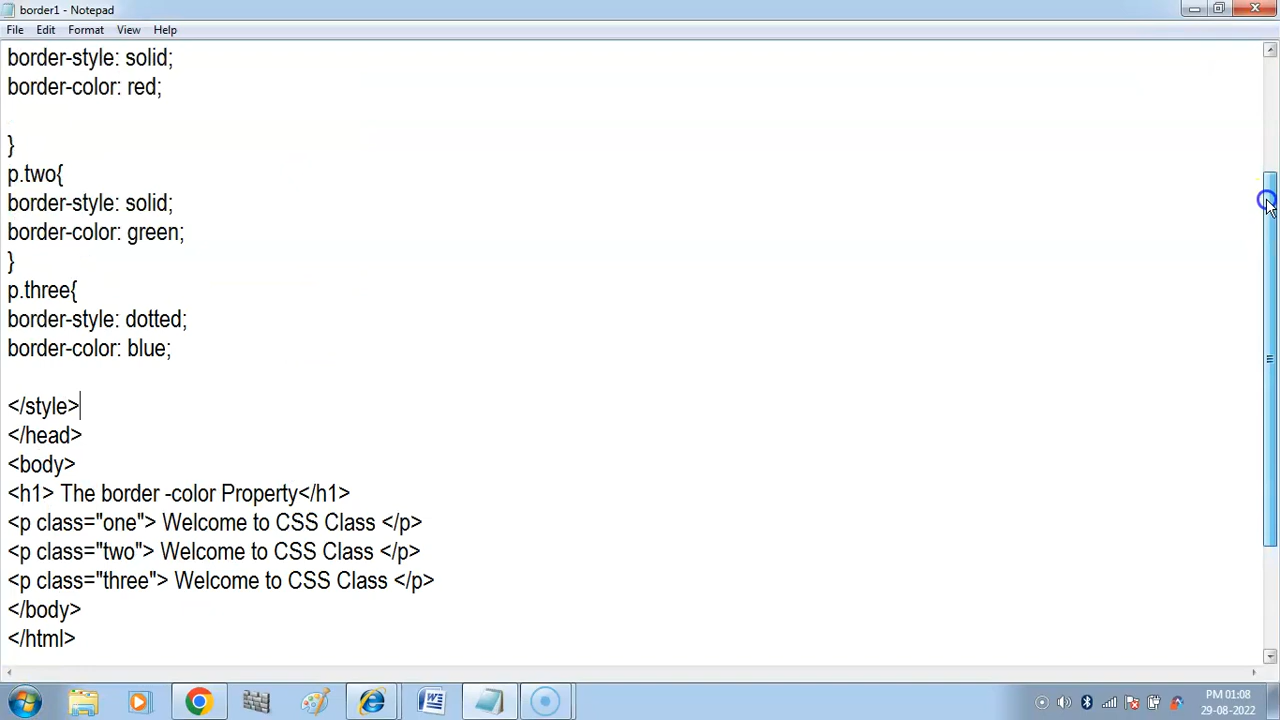 border1 - Notepad
File Edit Format View Help
border-style: solid;
border-color: red;
}
p.two{
border-style: solid;
border-color: green;
}
p.three{
border-style: dotted;
border-color: blue;
</style>
</head>
<body>
<h1> The border -color Property</h1>
<p class="one"> Welcome to CSS Class </p>
<p class="two"> Welcome to CSS Class </p>
<p class="three"> Welcome to CSS Class </p>
</body>
</html>
PM 01:08
29-08-2022